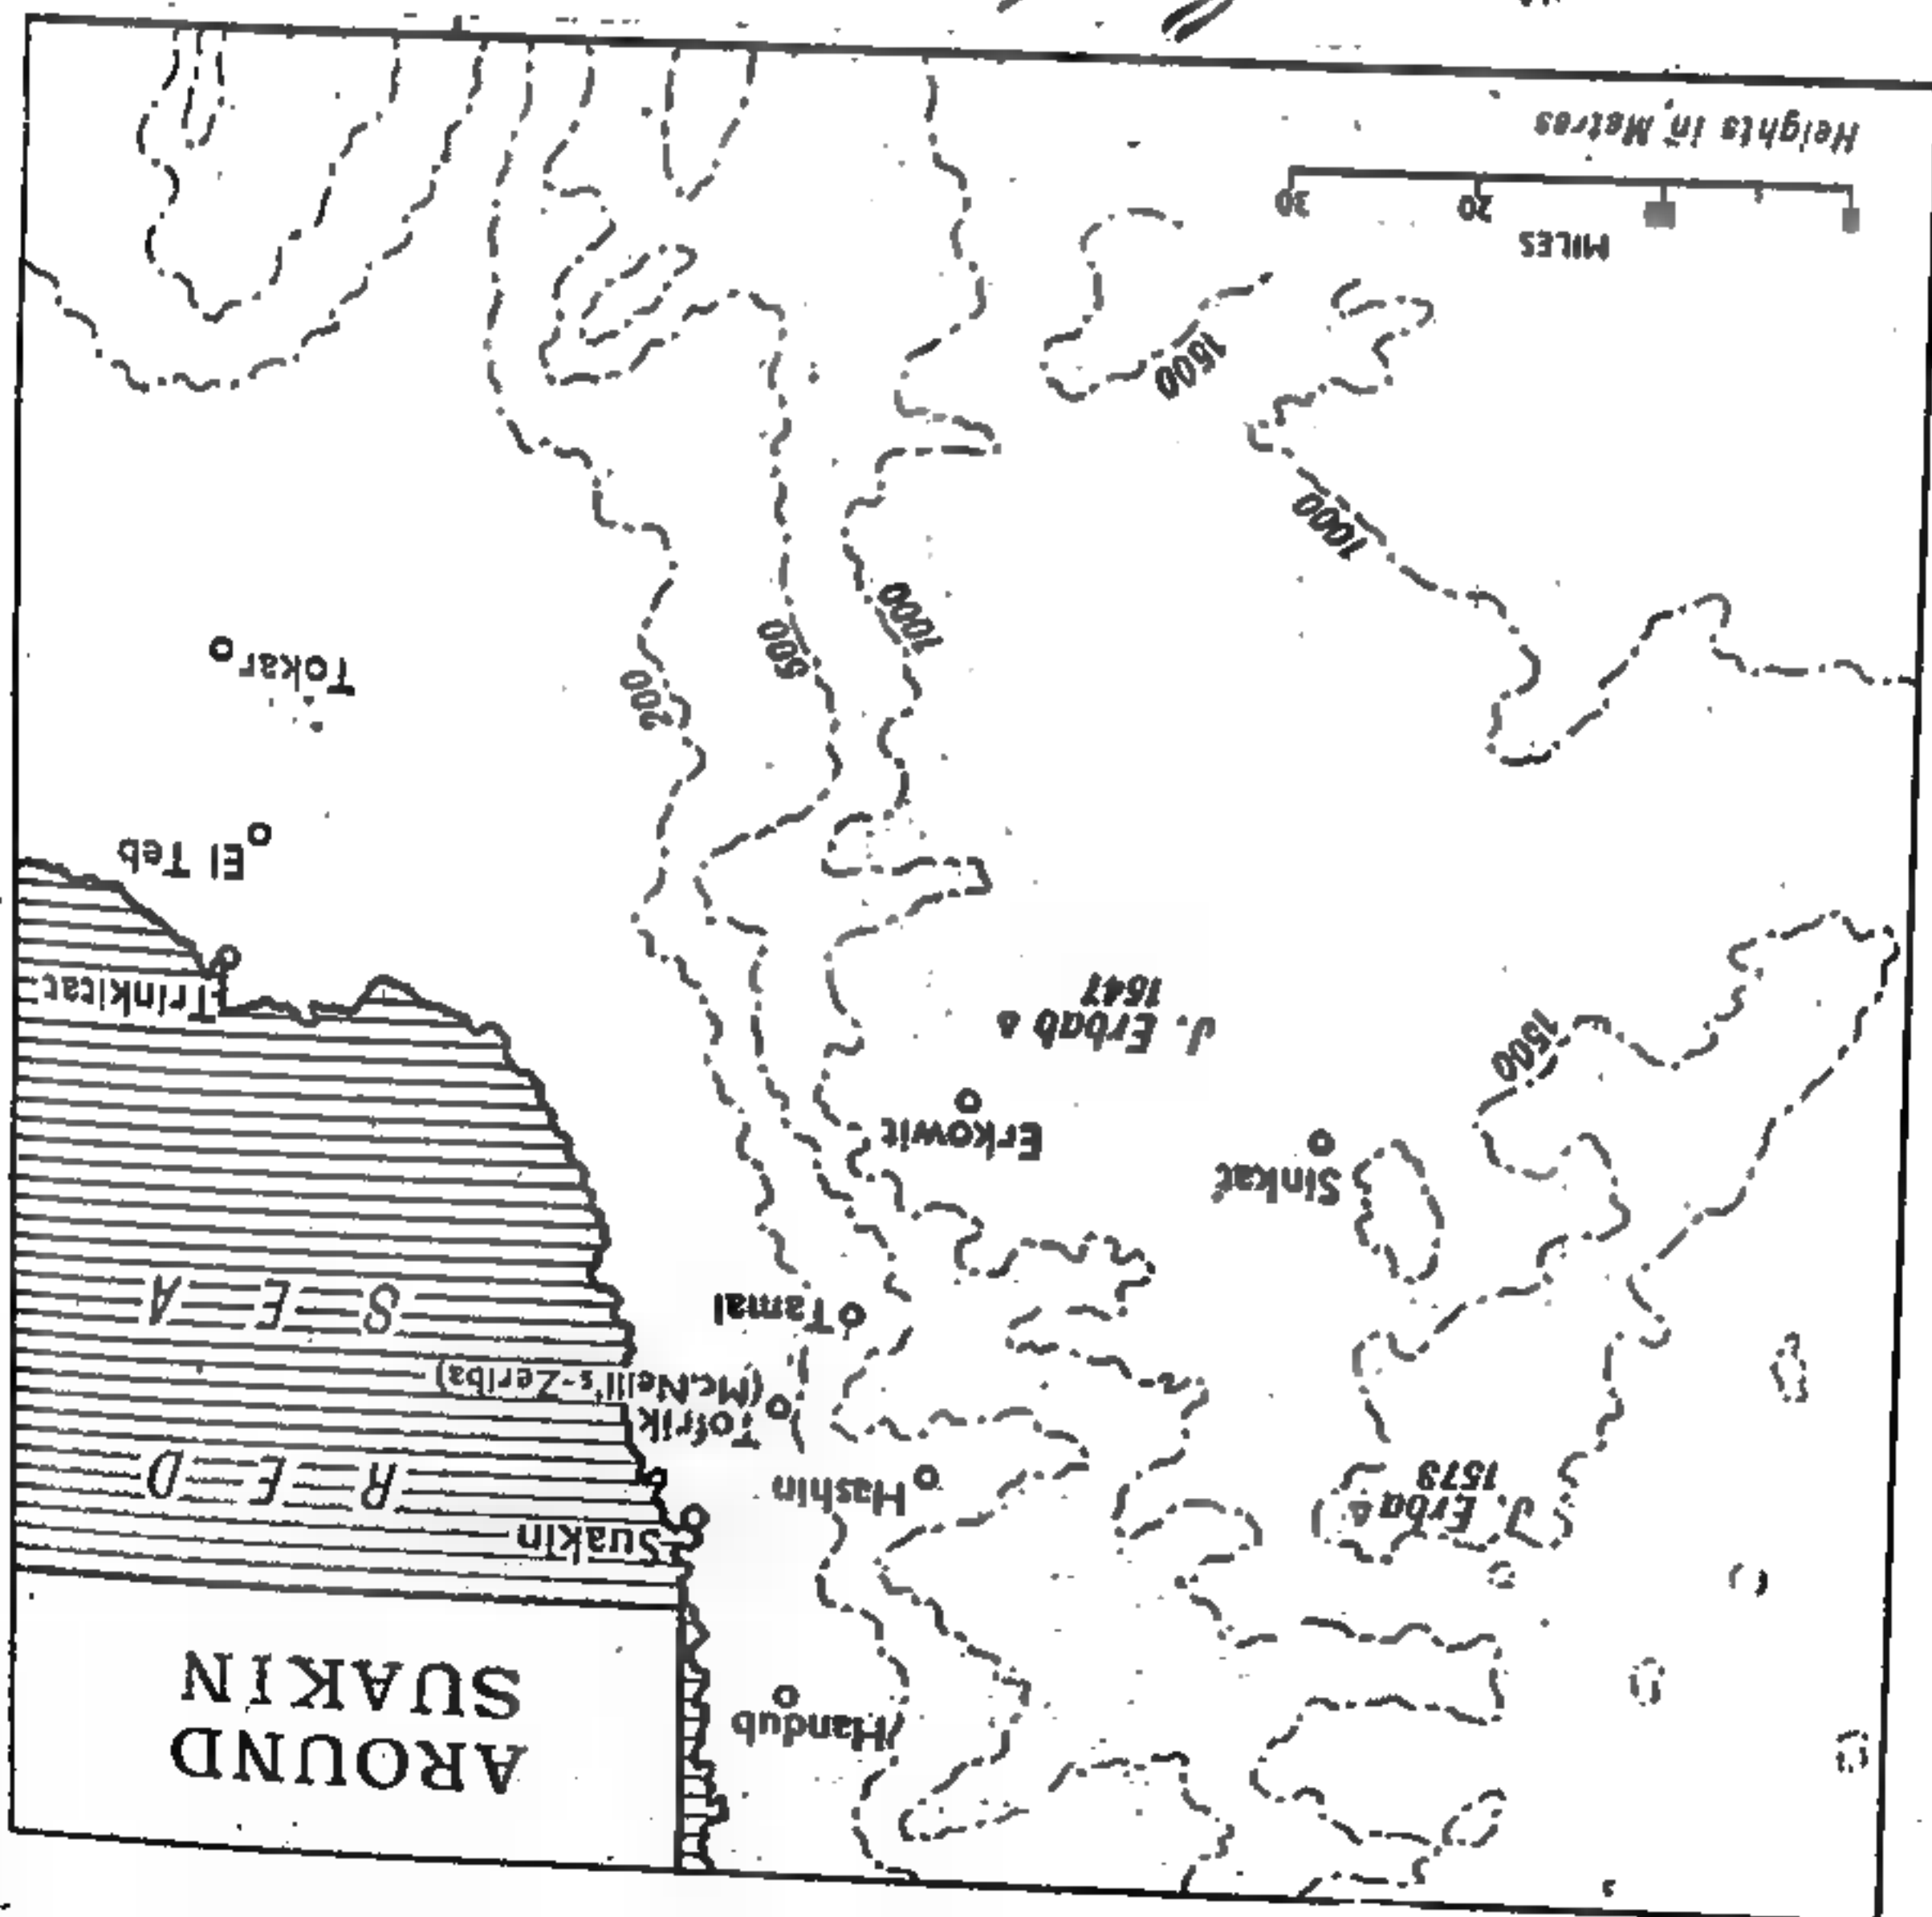 AROUND
SUAKIN
Handub
J. Erba
1573
Suakin
Hashin
RED
Tofrik
(McNeill's Zeriba)
Tamai
SEA
Sinkat
Erkowit
J. Erbab
1547
1500
Trinkitat
El Teb
Tokar
200
500
1000
1000
1500
MILES
20
30
Heights in Metres